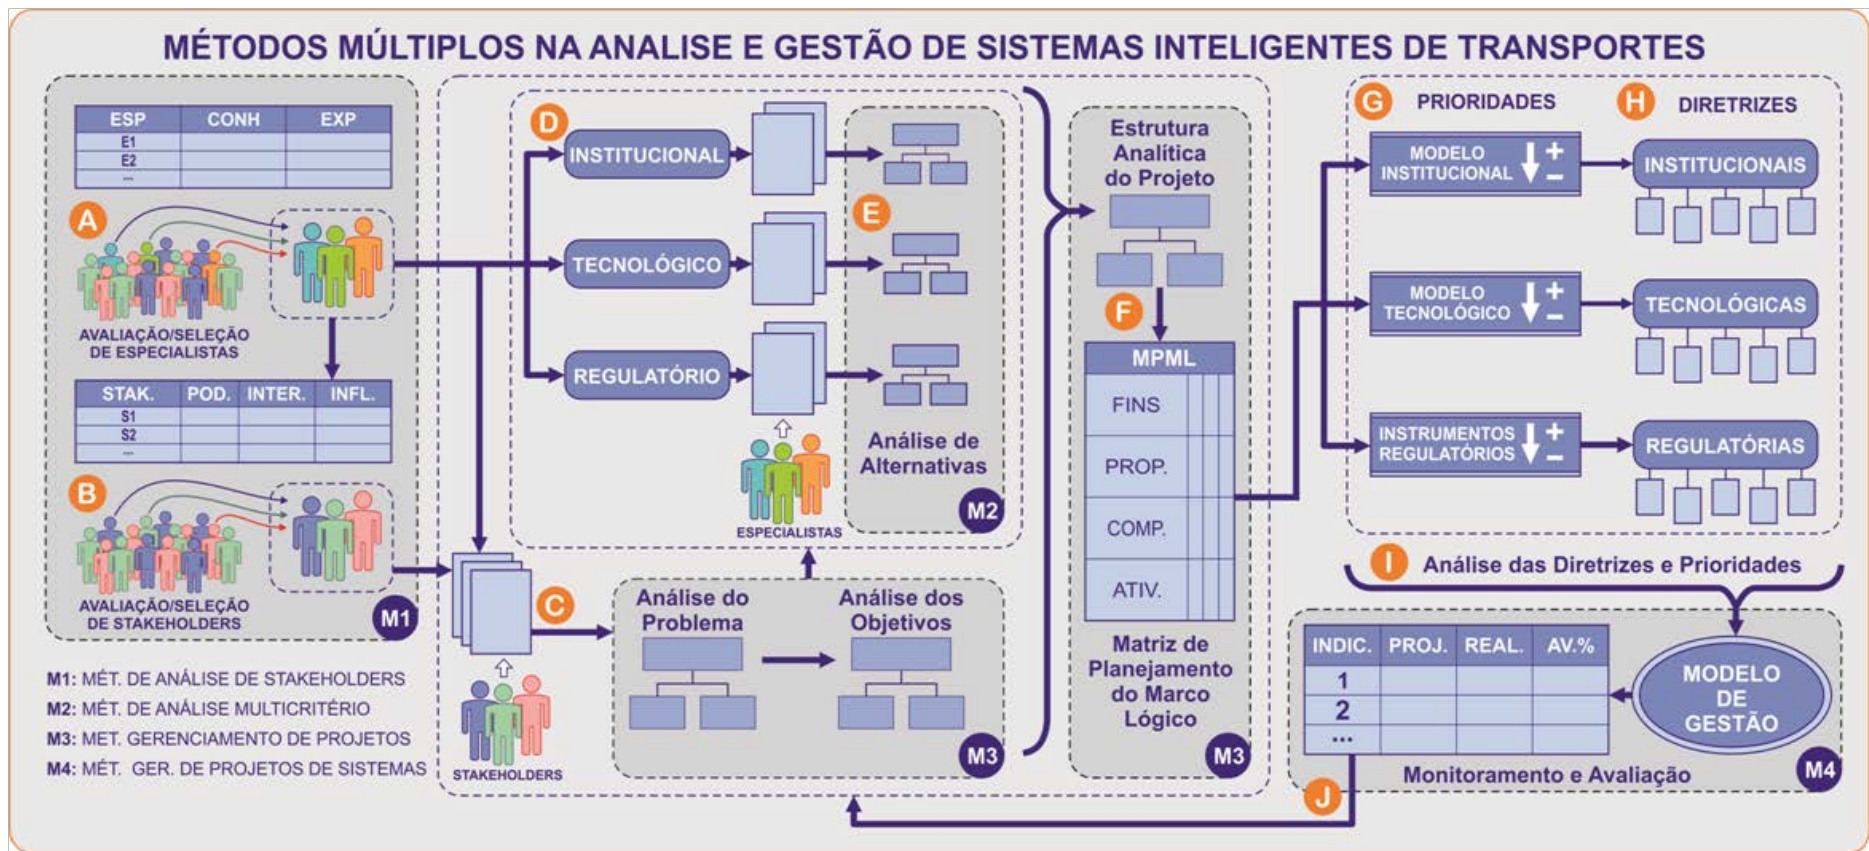 MÉTODOS MÚLTIPLOS NA ANALISE E GESTÃO DE SISTEMAS INTELIGENTES DE TRANSPORTES
ESP CONH EXP
E1
E2
...
A
AVALIAÇÃO/SELEÇÃO
DE ESPECIALISTAS
STAK. POD. INTER. INFL.
S1
S2
...
B
AVALIAÇÃO/SELEÇÃO
DE STAKEHOLDERS
M1
M1: MÉT. DE ANÁLISE DE STAKEHOLDERS
M2: MÉT. DE ANÁLISE MULTICRITÉRIO
M3: MET. GERENCIAMENTO DE PROJETOS
M4: MÉT. GER. DE PROJETOS DE SISTEMAS
D
INSTITUCIONAL
TECNOLÓGICO
REGULATÓRIO
ESPECIALISTAS
E
Análise de
Alternativas
M2
C
STAKEHOLDERS
Análise do
Problema
Análise dos
Objetivos
M3
Estrutura
Analítica
do Projeto
F
MPML
FINS
PROP.
COMP.
ATIV.
Matriz de
Planejamento
do Marco
Lógico
M3
G PRIORIDADES
MODELO
INSTITUCIONAL + –
MODELO
TECNOLÓGICO + –
INSTRUMENTOS
REGULATÓRIOS + –
H DIRETRIZES
INSTITUCIONAIS
TECNOLÓGICAS
REGULATÓRIAS
I Análise das Diretrizes e Prioridades
INDIC. PROJ. REAL. AV.%
1
2
...
MODELO
DE
GESTÃO
Monitoramento e Avaliação
M4
J